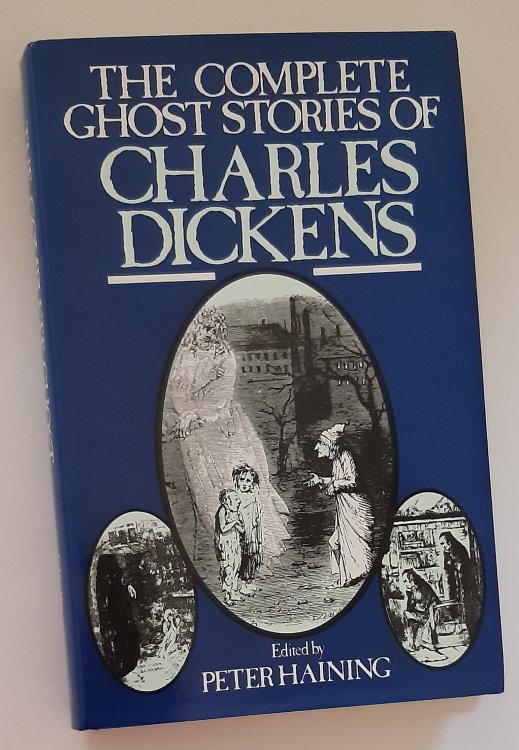 THE COMPLETE
GHOST STORIES OF
CHARLES
DICKENS
Edited by
PETER HAINING